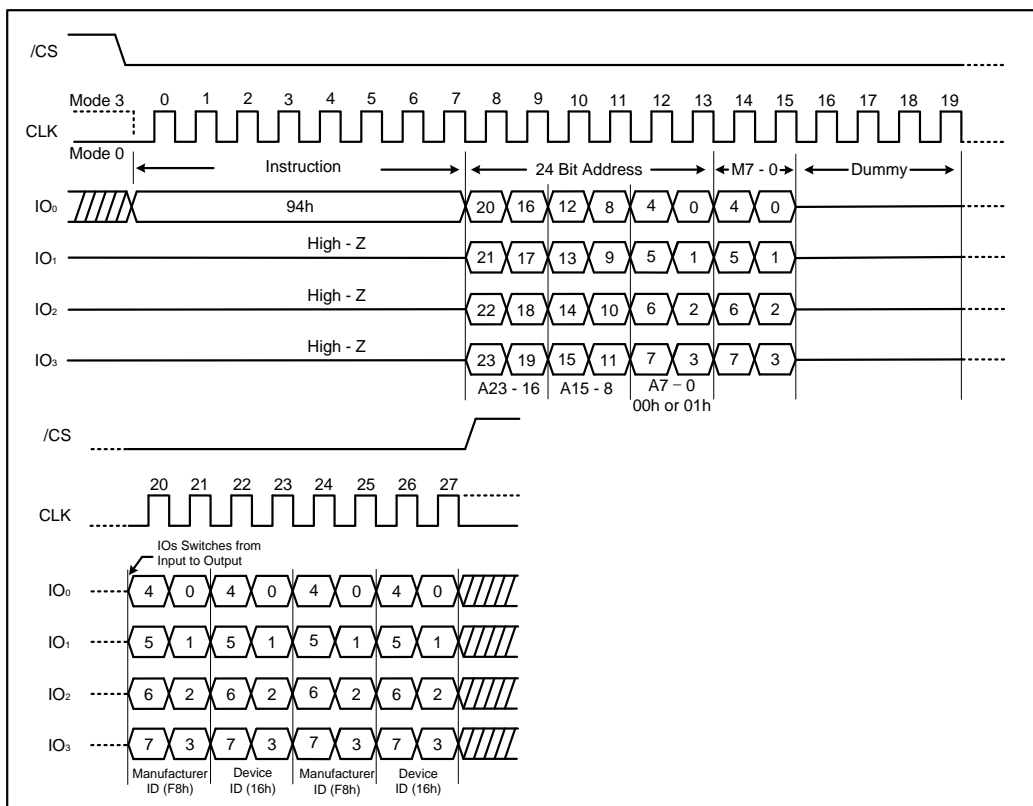 /CS
Mode 3 0 1 2 3 4 5 6 7 8 9 10 11 12 13 14 15 16 17 18 19
CLK
Mode 0
Instruction 24 Bit Address M7 - 0 Dummy
IO0 94h 20 16 12 8 4 0 4 0
IO1 High - Z 21 17 13 9 5 1 5 1
IO2 High - Z 22 18 14 10 6 2 6 2
IO3 High - Z 23 19 15 11 7 3 7 3
A23 - 16 A15 - 8 A7 – 0
00h or 01h
/CS
20 21 22 23 24 25 26 27
CLK
IOs Switches from
Input to Output
IO0 4 0 4 0 4 0 4 0
IO1 5 1 5 1 5 1 5 1
IO2 6 2 6 2 6 2 6 2
IO3 7 3 7 3 7 3 7 3
Manufacturer Device Manufacturer Device
ID (F8h) ID (16h) ID (F8h) ID (16h)